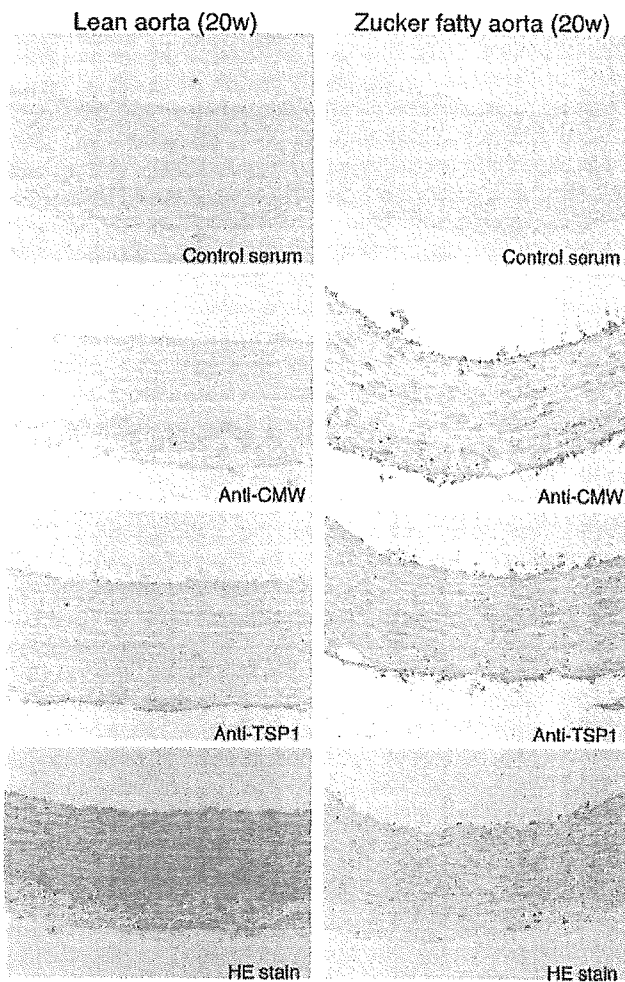 Lean aorta (20w)
Zucker fatty aorta (20w)
Control serum
Control serum
Anti-CMW
Anti-CMW
Anti-TSP1
Anti-TSP1
HE stain
HE stain